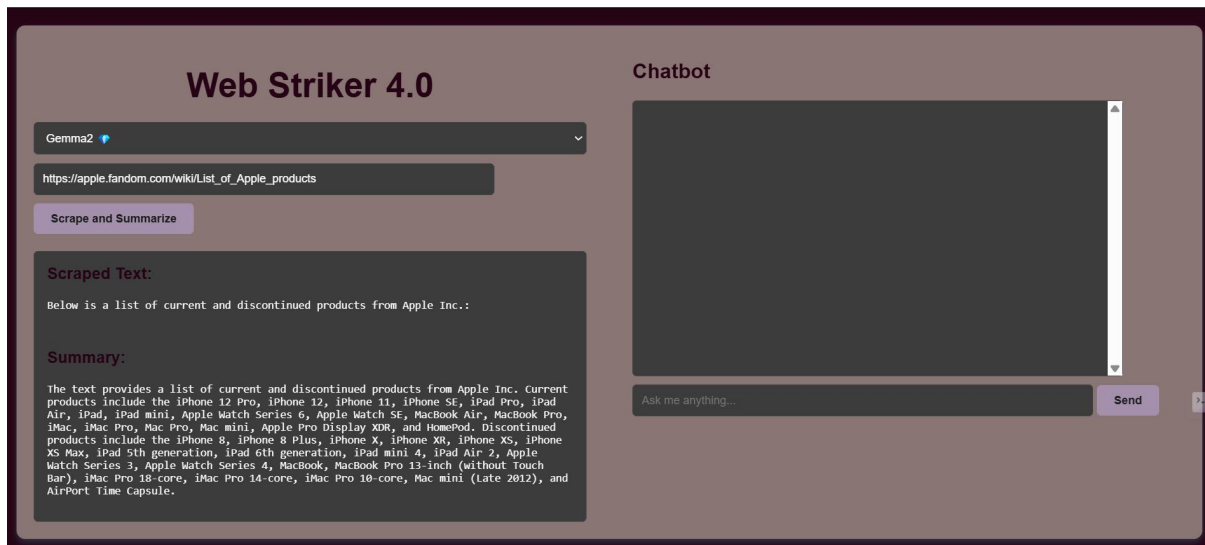 Web Striker 4.0
Gemma2 💎
https://apple.fandom.com/wiki/List_of_Apple_products
Scrape and Summarize
Scraped Text:
Below is a list of current and discontinued products from Apple Inc.:
Summary:
The text provides a list of current and discontinued products from Apple Inc. Current
products include the iPhone 12 Pro, iPhone 12, iPhone 11, iPhone SE, iPad Pro, iPad
Air, iPad, iPad mini, Apple Watch Series 6, Apple Watch SE, MacBook Air, MacBook Pro,
iMac, iMac Pro, Mac Pro, Mac mini, Apple Pro Display XDR, and HomePod. Discontinued
products include the iPhone 8, iPhone 8 Plus, iPhone X, iPhone XR, iPhone XS, iPhone
XS Max, iPad 5th generation, iPad 6th generation, iPad mini 4, iPad Air 2, Apple
Watch Series 3, Apple Watch Series 4, MacBook, MacBook Pro 13-inch (without Touch
Bar), iMac Pro 18-core, iMac Pro 14-core, iMac Pro 10-core, Mac mini (Late 2012), and
AirPort Time Capsule.
Chatbot
Ask me anything...
Send